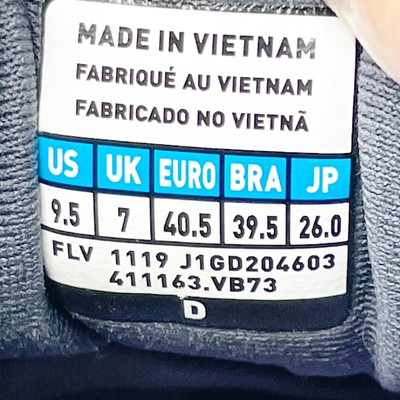 MADE IN VIETNAM
FABRIQUÉ AU VIETNAM
FABRICADO NO VIETNÃ
US UK EURO BRA JP
9.5 7 40.5 39.5 26.0
FLV 1119 J1GD204603
411163.VB73
D